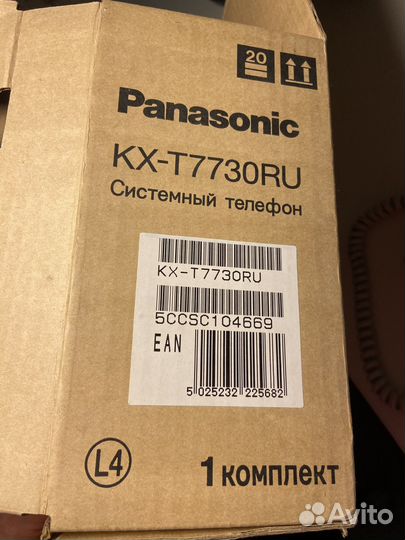 20
Panasonic
KX-T7730RU
Системный телефон
KX-T7730RU
5CCSC104669
EAN
5 025232 225682
L4
1 комплект
Avito